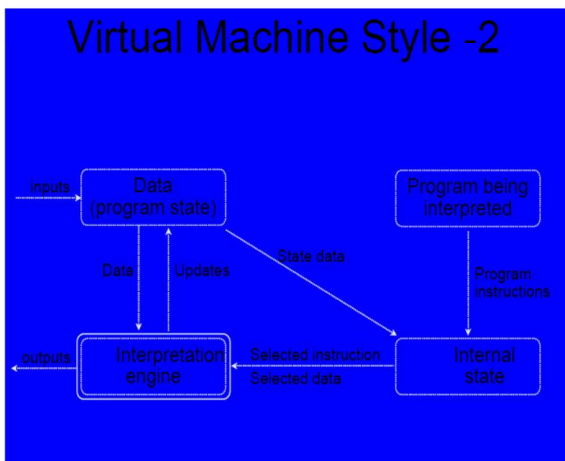 Virtual Machine Style -2
inputs
Data
(program state)
Program being
interpreted
State data
Data
Updates
Program
instructions
outputs
Interpretation
engine
Selected instruction
Selected data
Internal
state